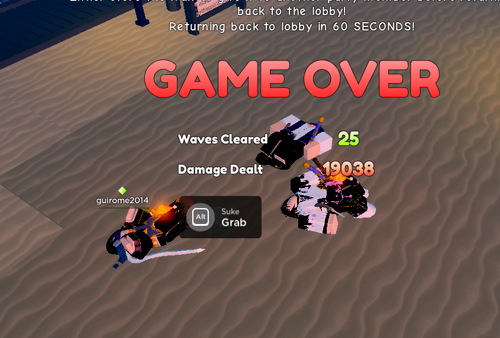 back to the lobby!
Returning back to lobby in 60 SECONDS!
GAME OVER
Waves Cleared 25
Damage Dealt 19038
guirome2014
Alt
Suke
Grab